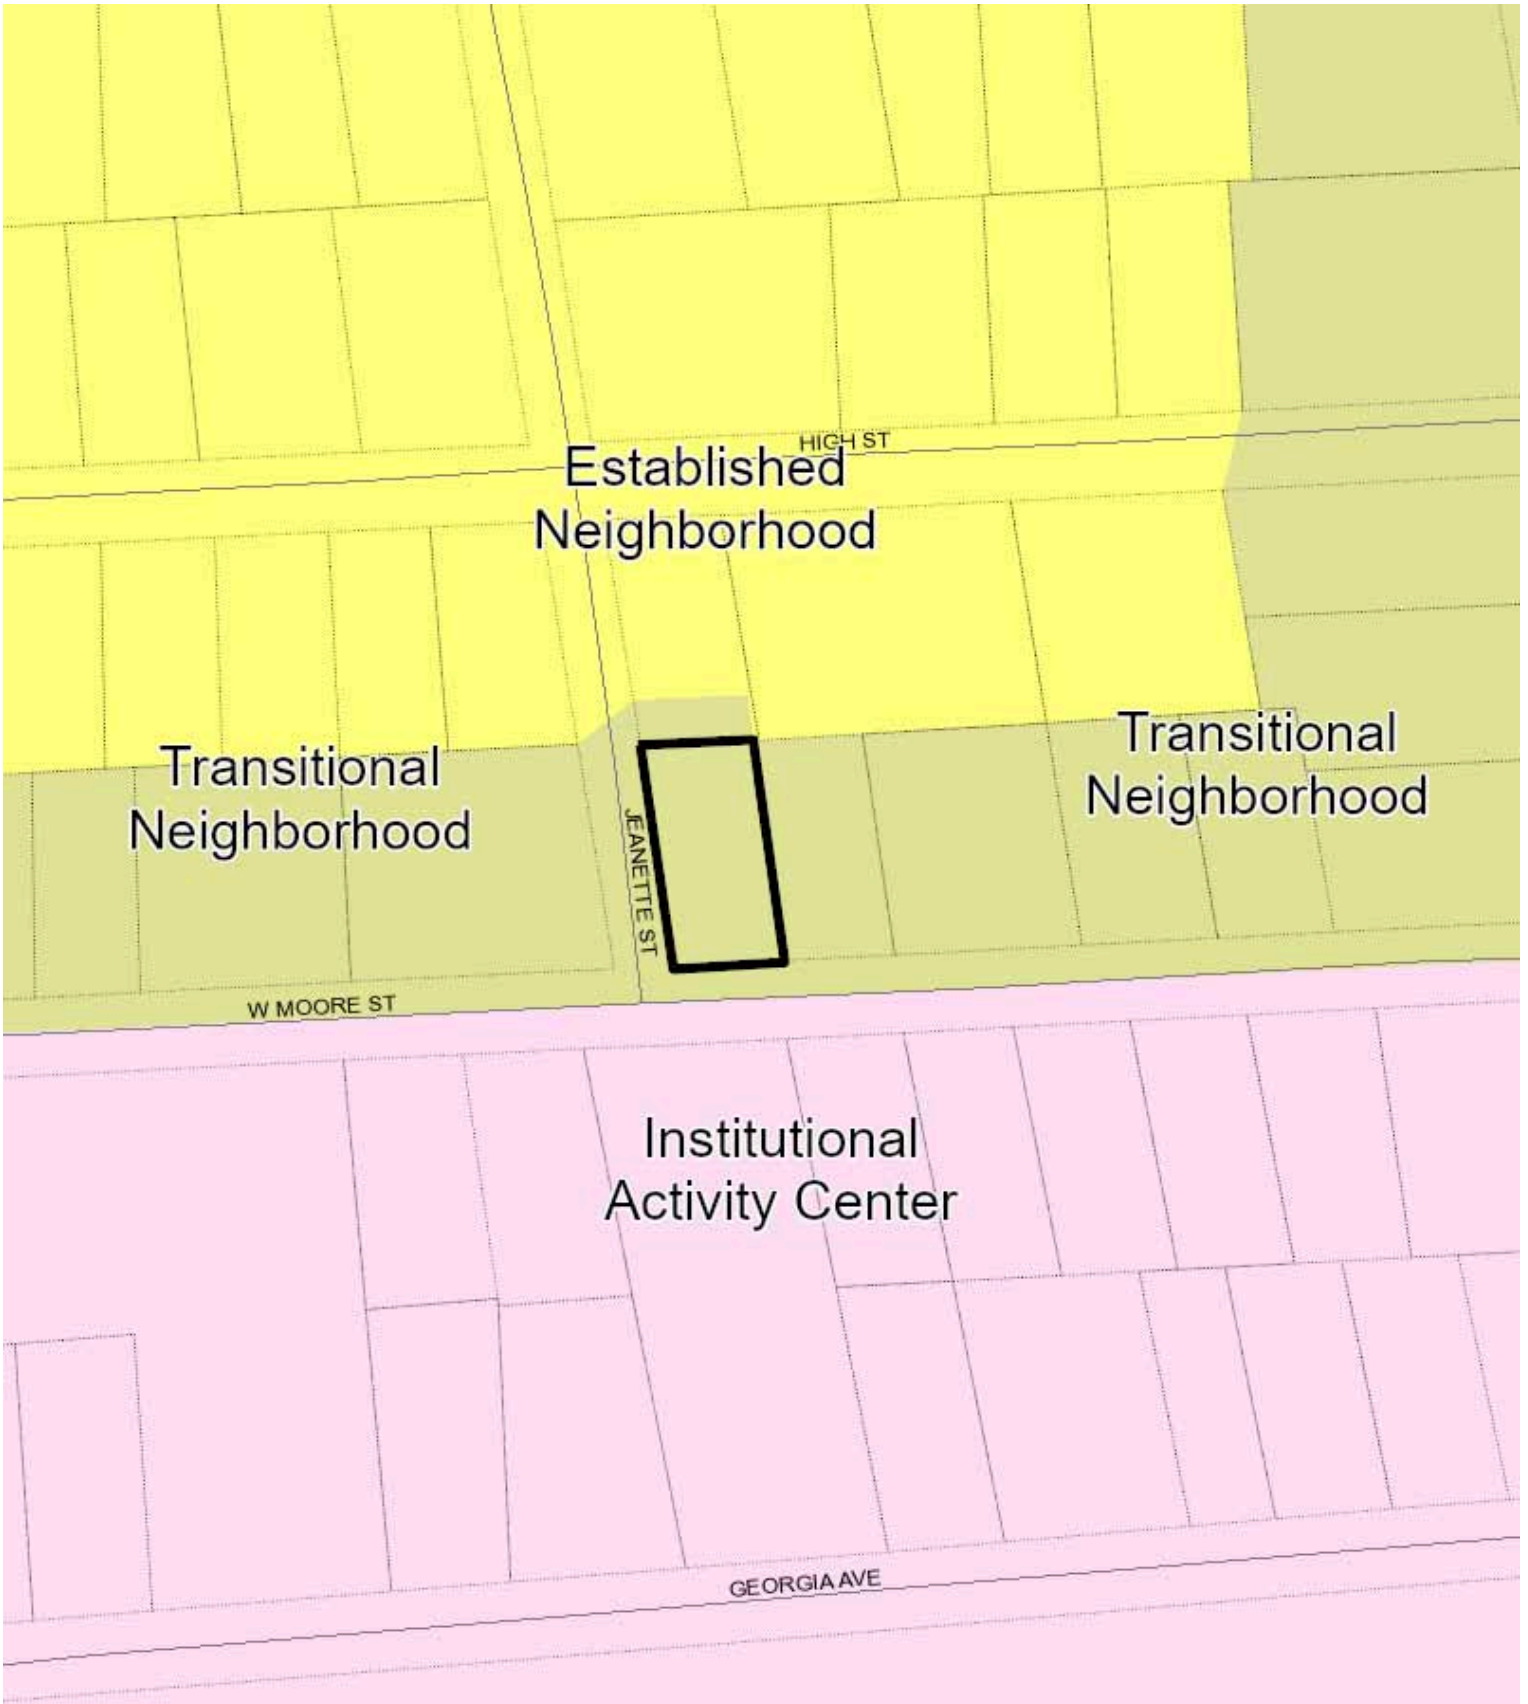 HIGH ST
Established
Neighborhood
Transitional
Neighborhood
Transitional
Neighborhood
JEANETTE ST
W MOORE ST
Institutional
Activity Center
GEORGIA AVE